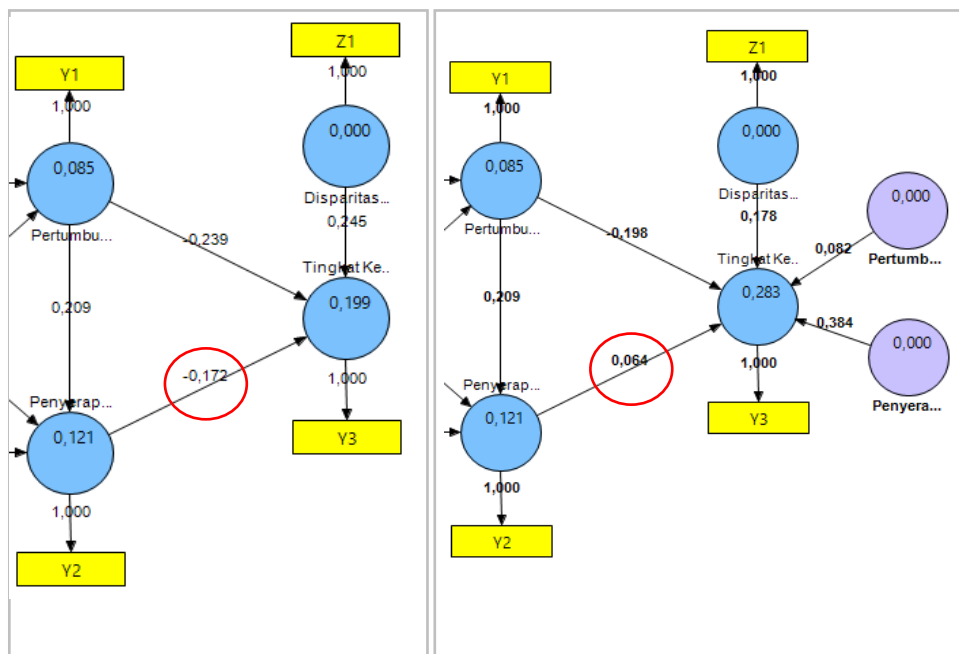 Z1
1,000
Y1
1,000
0,000
Disparitas...
0,245
0,085
Pertumbu...
-0,239
Tingkat Ke..
0,199
0,209
-0,172
1,000
Penyerap...
0,121
Y3
1,000
Y2
Z1
1,000
Y1
1,000
0,000
Disparitas...
0,178
0,085
Pertumbu...
-0,198
0,000
Pertumb...
0,082
Tingkat Ke..
0,283
0,209
0,384
0,000
Penyera...
0,064
1,000
Penyerap...
0,121
Y3
1,000
Y2